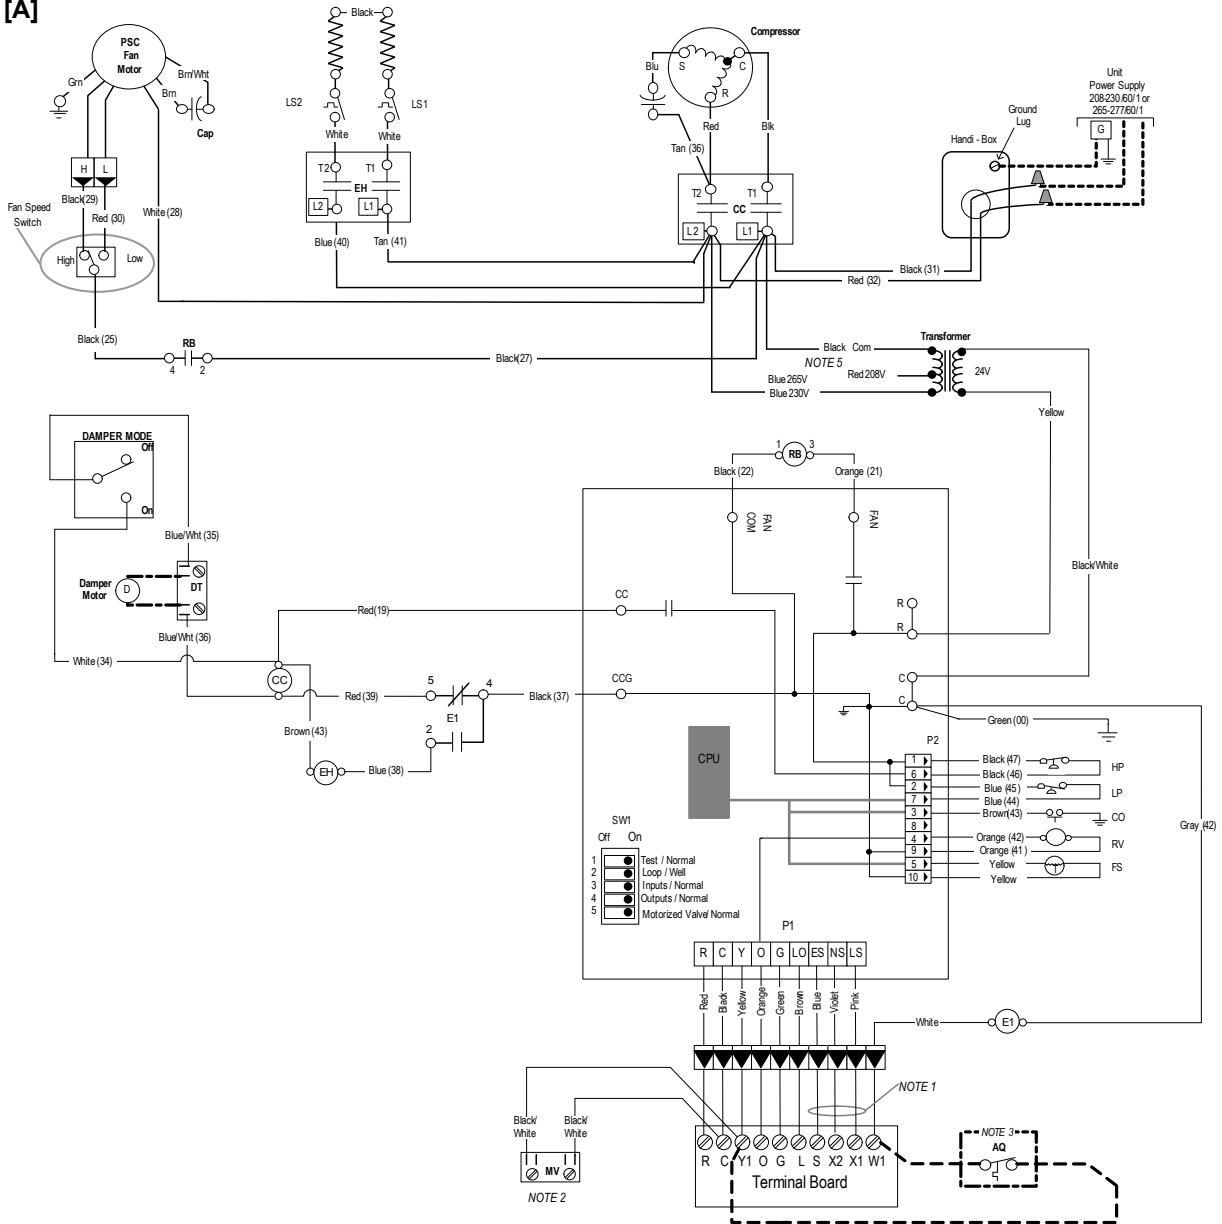 [A]
PSC
Fan
Motor
Grn
Brn/Wht
Brn
Cap
H L
Black(29)
Red (30)
White (28)
Fan Speed
Switch
High
Low
Black (25)
RB
4 2
Black(27)
Black
LS2
LS1
White
White
T2 T1
EH
L2 L1
Blue (40)
Tan (41)
Compressor
Blu
S
C
R
Red
Blk
Tan (36)
T2 T1
CC
L2 L1
Handi - Box
Ground
Lug
Unit
Power Supply
208-230/60/1 or
265-277/60/1
G
Black (31)
Red (32)
Transformer
Black Com
NOTE 5
Red 208V
Blue 265V
Blue 230V
24V
Yellow
Black/White
DAMPER MODE
Off
On
Blue/Wht (35)
Damper
Motor
D
DT
Blue/Wht (36)
White (34)
CC
Red(19)
Red (39)
Brown (43)
EH
Blue (38)
5
4
E1
2
Black (37)
1 RB 3
Black (22)
Orange (21)
FAN
COM
FAN
CC
CCG
R
R
C
C
Green (00)
CPU
P2
1
6
2
7
3
8
4
9
5
10
Black (47)
Black (46)
HP
Blue (45)
Blue (44)
LP
Brown(43)
CO
Orange (42)
Orange (41)
RV
Yellow
Yellow
FS
Gray (42)
SW1
Off On
1 Test / Normal
2 Loop / Well
3 Inputs / Normal
4 Outputs / Normal
5 Motorized Valve/ Normal
P1
R C Y O G LO ES NS LS
Red
Black
Yellow
Orange
Green
Brown
Blue
Violet
Pink
White
E1
NOTE 1
Black/
White
Black/
White
MV
NOTE 2
R C Y1 O G L S X2 X1 W1
Terminal Board
NOTE 3
AQ